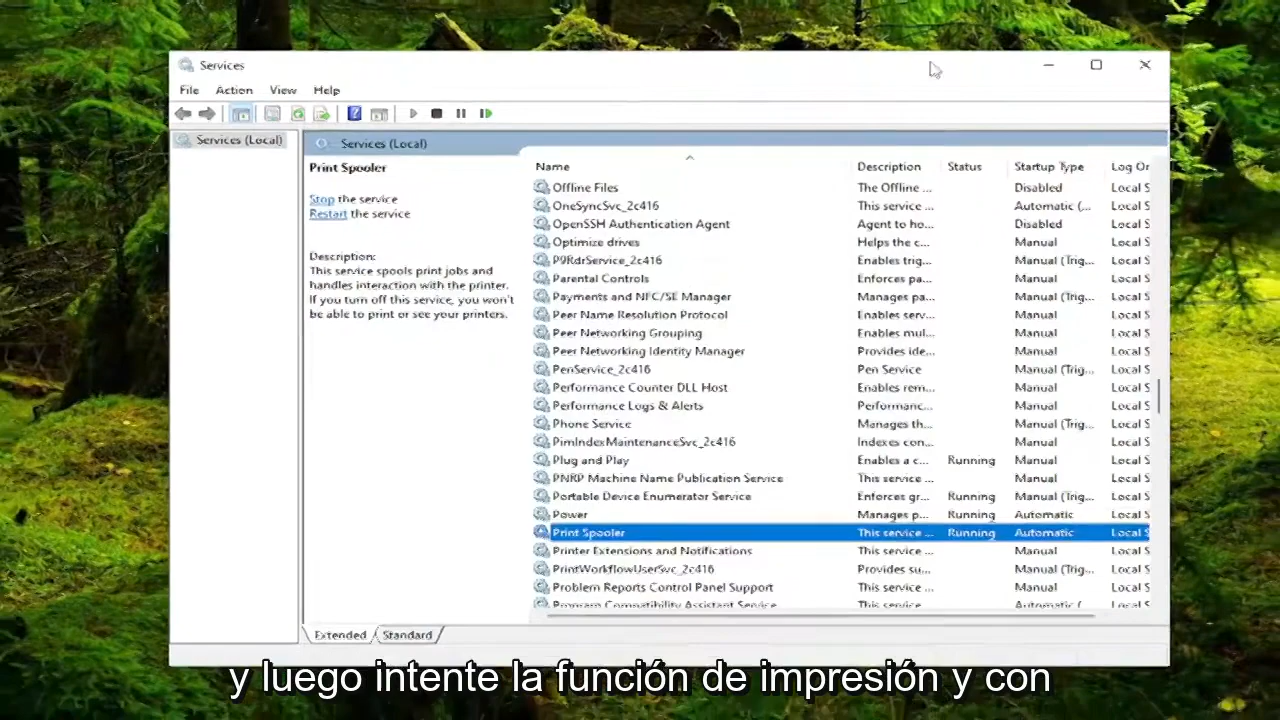 Services
File Action View Help
Services (Local)
Services (Local)
Print Spooler
Stop the service
Restart the service
Description:
This service spools print jobs and
handles interaction with the printer.
If you turn off this service, you won't
be able to print or see your printers.
Name Description Status Startup Type Log On
Offline Files The Offline ... Disabled Local S
OneSyncSvc_2c416 This service ... Automatic (... Local S
OpenSSH Authentication Agent Agent to ho... Disabled Local S
Optimize drives Helps the c... Manual Local S
P9RdrService_2c416 Enables trig... Manual (Trig... Local S
Parental Controls Enforces pa... Manual Local S
Payments and NFC/SE Manager Manages pa... Manual (Trig... Local S
Peer Name Resolution Protocol Enables serv... Manual Local S
Peer Networking Grouping Enables mul... Manual Local S
Peer Networking Identity Manager Provides ide... Manual Local S
PenService_2c416 Pen Service Manual (Trig... Local S
Performance Counter DLL Host Enables rem... Manual Local S
Performance Logs & Alerts Performanc... Manual Local S
Phone Service Manages th... Manual (Trig... Local S
PimIndexMaintenanceSvc_2c416 Indexes con... Manual Local S
Plug and Play Enables a c... Running Manual Local S
PNRP Machine Name Publication Service This service ... Manual Local S
Portable Device Enumerator Service Enforces gr... Running Manual (Trig... Local S
Power Manages p... Running Automatic Local S
Print Spooler This service ... Running Automatic Local S
Printer Extensions and Notifications This service ... Manual Local S
PrintWorkflowUserSvc_2c416 Provides su... Manual (Trig... Local S
Problem Reports Control Panel Support This service ... Manual Local S
Program Compatibility Assistant Service This service Automatic ( Local S
Extended Standard
y luego intente la función de impresión y con